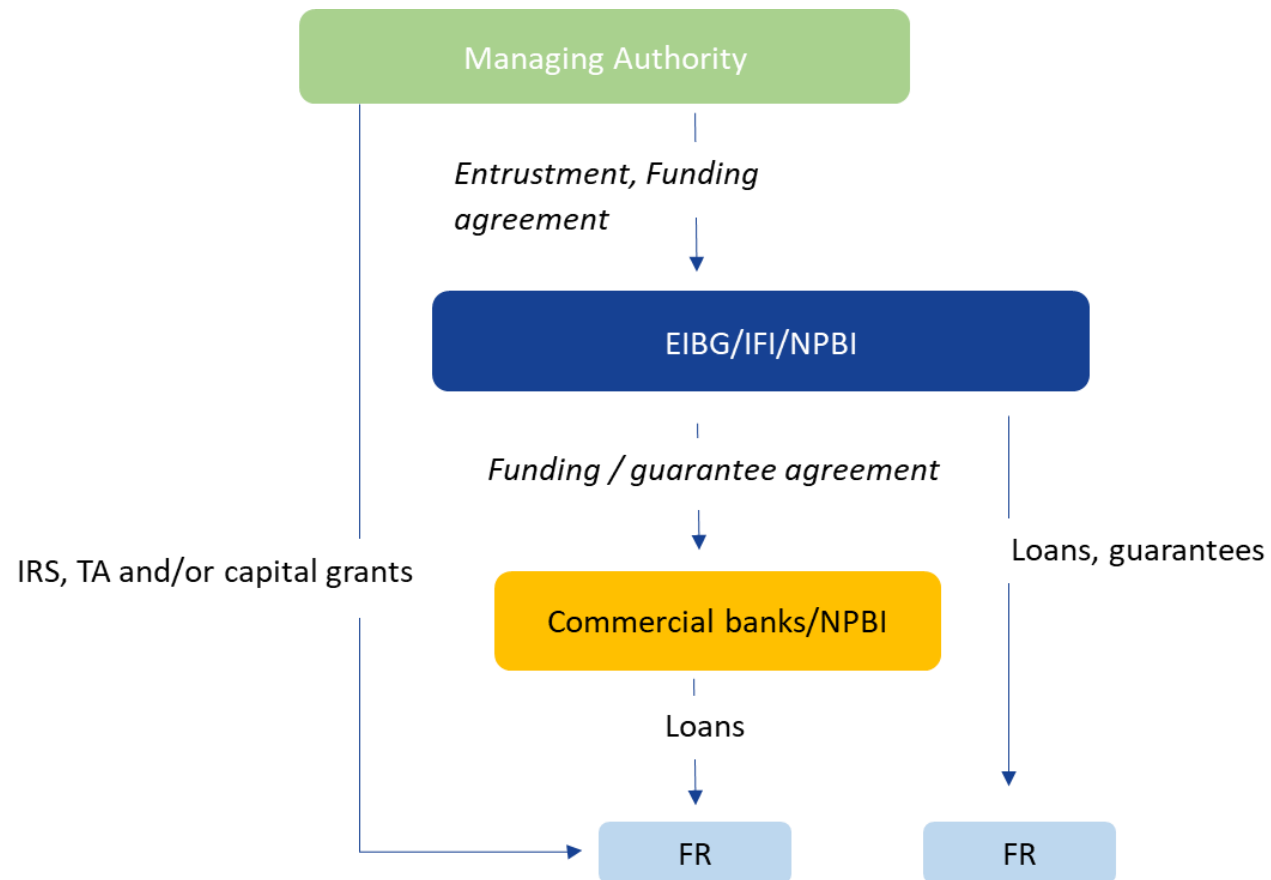 Managing Authority
Entrustment, Funding
agreement
EIBG/IFI/NPBI
Funding / guarantee agreement
Loans, guarantees
IRS, TA and/or capital grants
Commercial banks/NPBI
Loans
FR
FR